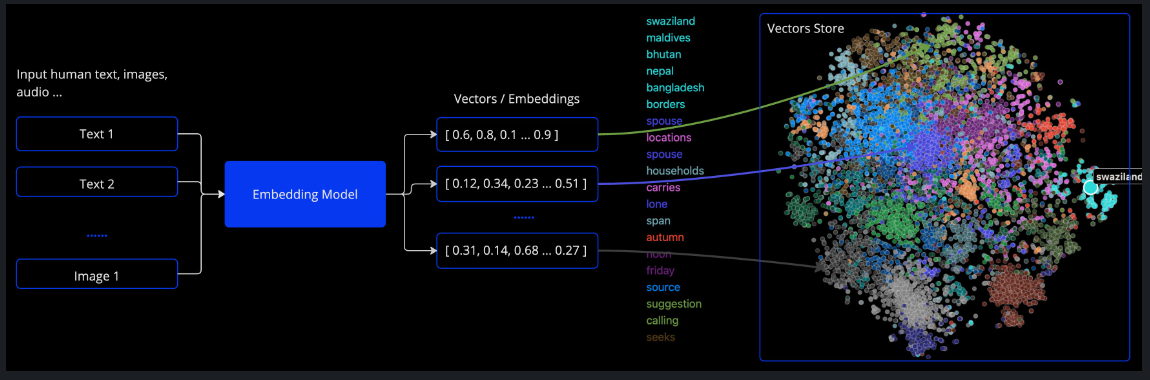 Input human text, images,
audio ...
Text 1
Text 2
......
Image 1
Embedding Model
Vectors / Embeddings
[ 0.6, 0.8, 0.1 ... 0.9 ]
[ 0.12, 0.34, 0.23 ... 0.51 ]
......
[ 0.31, 0.14, 0.68 ... 0.27 ]
swaziland
maldives
bhutan
nepal
bangladesh
borders
spouse
locations
spouse
households
carries
lone
span
autumn
noon
friday
source
suggestion
calling
seeks
Vectors Store
swaziland